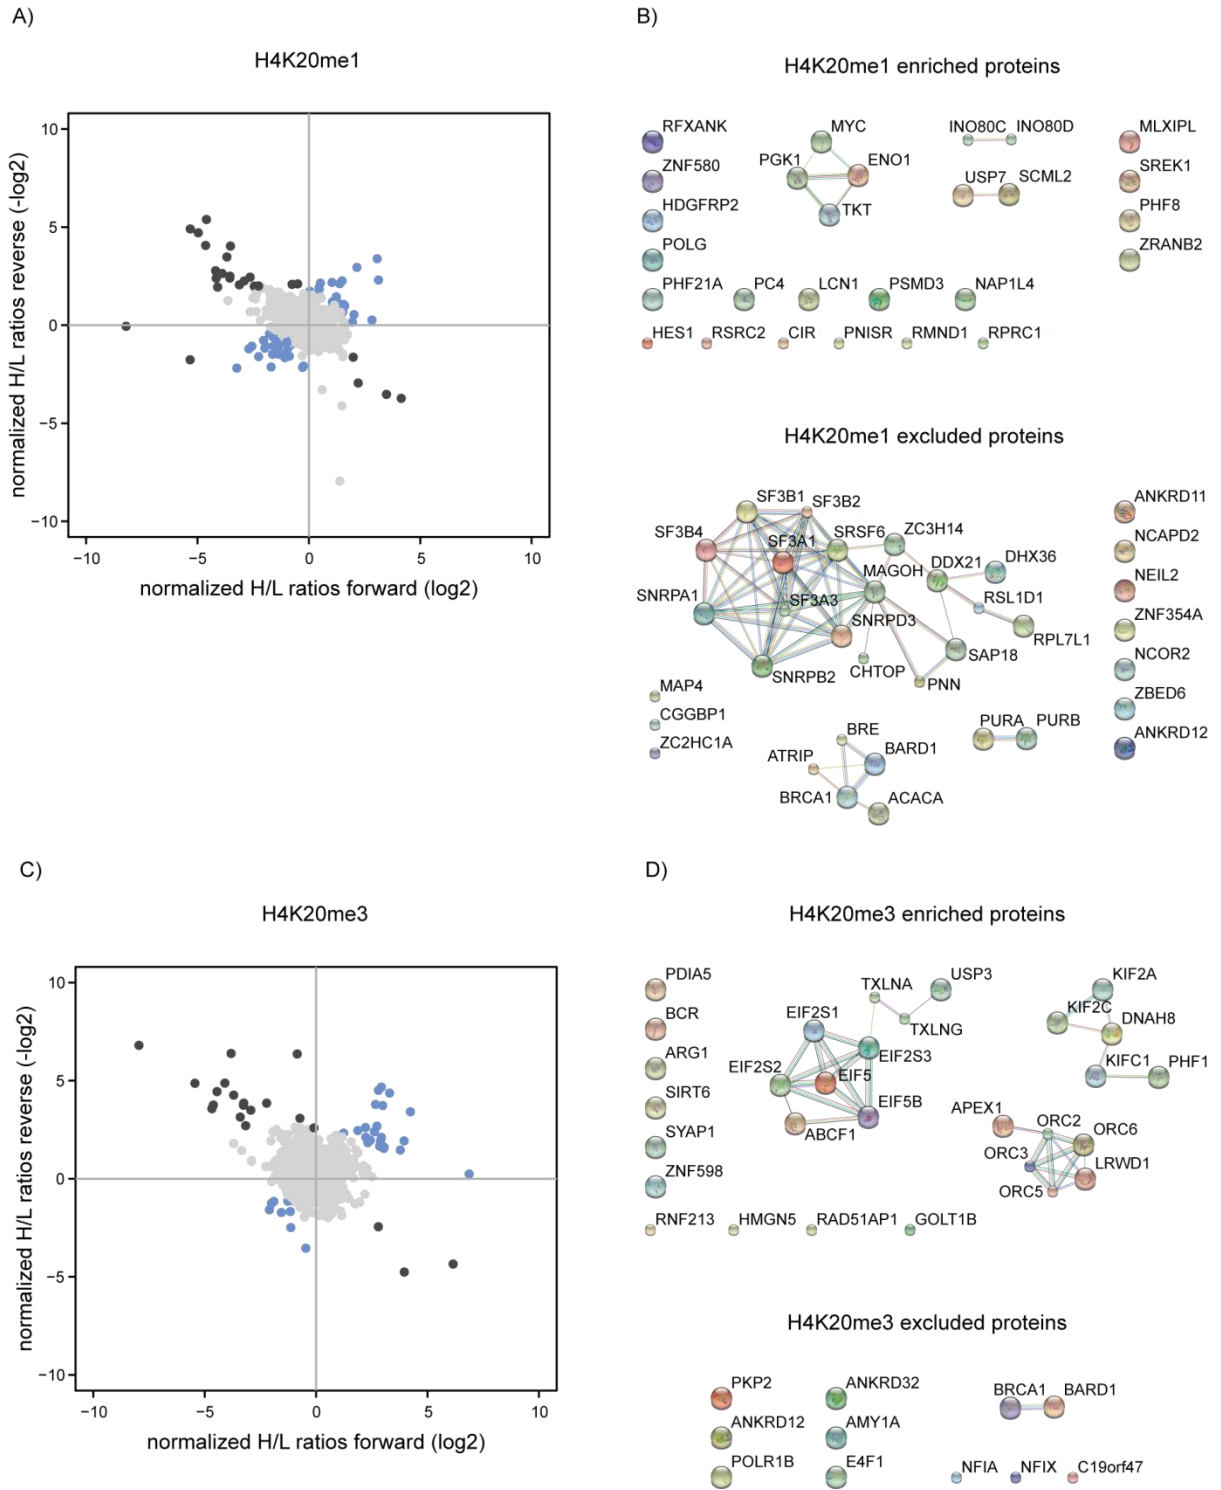 A)
H4K20me1
10
5
0
−5
−10
−10
−5
0
5
10
normalized H/L ratios reverse (-log2)
normalized H/L ratios forward (log2)
B)
H4K20me1 enriched proteins
RFXANK
ZNF580
HDGFRP2
POLG
PHF21A
MYC
PGK1
ENO1
TKT
INO80C
INO80D
USP7
SCML2
MLXIPL
SREK1
PHF8
ZRANB2
PC4
LCN1
PSMD3
NAP1L4
HES1
RSRC2
CIR
PNISR
RMND1
RPRC1
H4K20me1 excluded proteins
SF3B1
SF3B2
SF3B4
SF3A1
SRSF6
ZC3H14
MAGOH
DDX21
DHX36
SNRPA1
SF3A3
RSL1D1
SNRPD3
RPL7L1
SAP18
SNRPB2
CHTOP
PNN
MAP4
CGGBP1
ZC2HC1A
BRE
ATRIP
BARD1
BRCA1
ACACA
PURA
PURB
ANKRD11
NCAPD2
NEIL2
ZNF354A
NCOR2
ZBED6
ANKRD12
C)
H4K20me3
10
5
0
−5
−10
−10
−5
0
5
10
normalized H/L ratios reverse (-log2)
normalized H/L ratios forward (log2)
D)
H4K20me3 enriched proteins
PDIA5
BCR
ARG1
SIRT6
SYAP1
ZNF598
TXLNA
USP3
TXLNG
EIF2S1
EIF2S3
EIF2S2
EIF5
EIF5B
ABCF1
KIF2A
KIF2C
DNAH8
KIFC1
PHF1
APEX1
ORC2
ORC6
ORC3
LRWD1
ORC5
RNF213
HMGN5
RAD51AP1
GOLT1B
H4K20me3 excluded proteins
PKP2
ANKRD12
POLR1B
ANKRD32
AMY1A
E4F1
BRCA1
BARD1
NFIA
NFIX
C19orf47